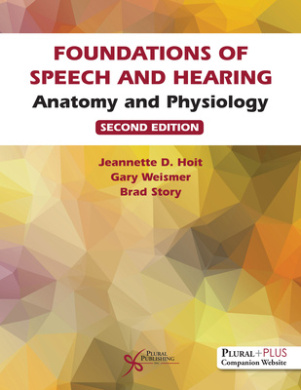 FOUNDATIONS OF
SPEECH AND HEARING
Anatomy and Physiology
SECOND EDITION
Jeannette D. Hoit
Gary Weismer
Brad Story
PLURAL
PUBLISHING
PLURAL+PLUS
Companion Website